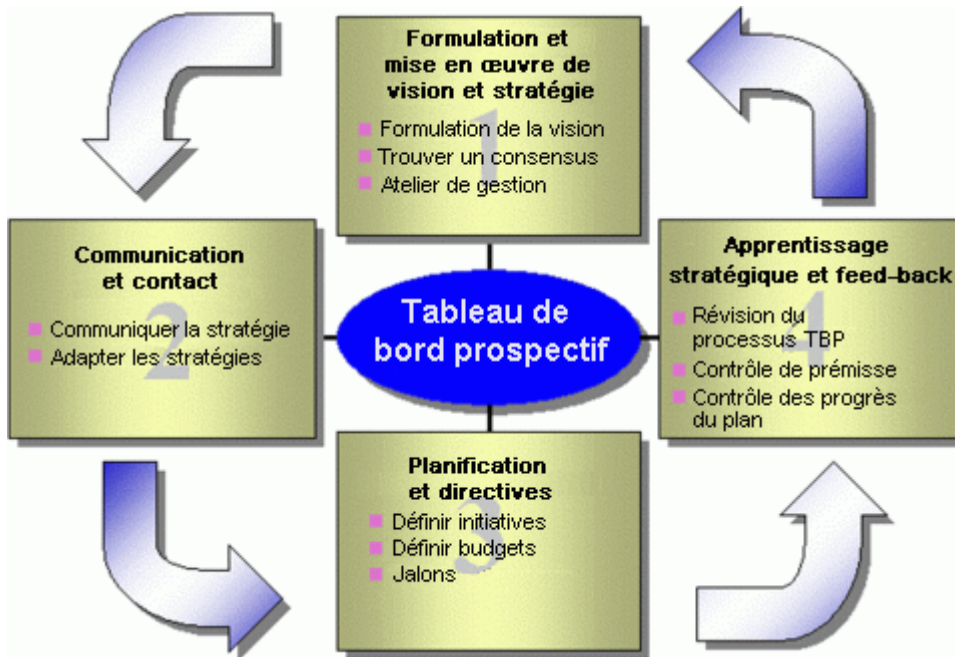 Formulation et
mise en œuvre de
vision et stratégie
1
Formulation de la vision
Trouver un consensus
Atelier de gestion
Communication
et contact
2
Communiquer la stratégie
Adapter les stratégies
Tableau de
bord prospectif
Planification
et directives
3
Définir initiatives
Définir budgets
Jalons
Apprentissage
stratégique et feed-back
4
Révision du
processus TBP
Contrôle de prémisse
Contrôle des progrès
du plan